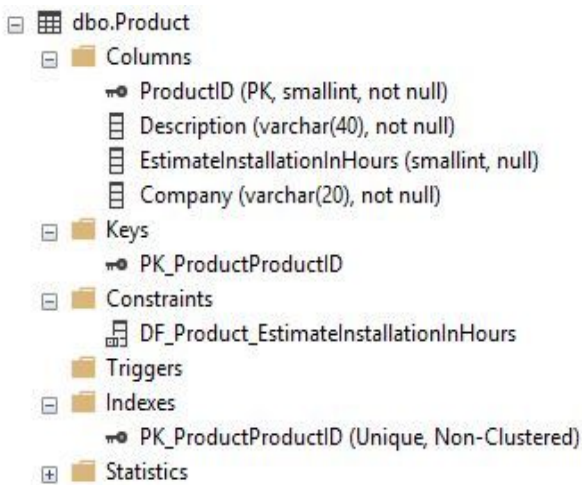 dbo.Product
Columns
ProductID (PK, smallint, not null)
Description (varchar(40), not null)
EstimateInstallationInHours (smallint, null)
Company (varchar(20), not null)
Keys
PK_ProductProductID
Constraints
DF_Product_EstimateInstallationInHours
Triggers
Indexes
PK_ProductProductID (Unique, Non-Clustered)
Statistics